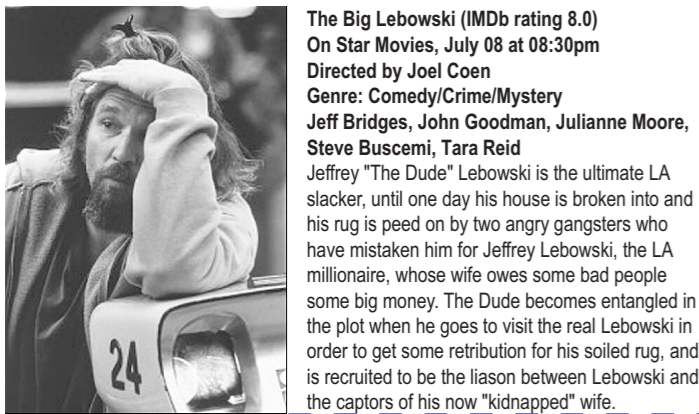 The Big Lebowski (IMDb rating 8.0)
On Star Movies, July 08 at 08:30pm
Directed by Joel Coen
Genre: Comedy/Crime/Mystery
Jeff Bridges, John Goodman, Julianne Moore,
Steve Buscemi, Tara Reid
Jeffrey "The Dude" Lebowski is the ultimate LA
slacker, until one day his house is broken into and
his rug is peed on by two angry gangsters who
have mistaken him for Jeffrey Lebowski, the LA
millionaire, whose wife owes some bad people
some big money. The Dude becomes entangled in
the plot when he goes to visit the real Lebowski in
order to get some retribution for his soiled rug, and
is recruited to be the liason between Lebowski and
the captors of his now "kidnapped" wife.
24